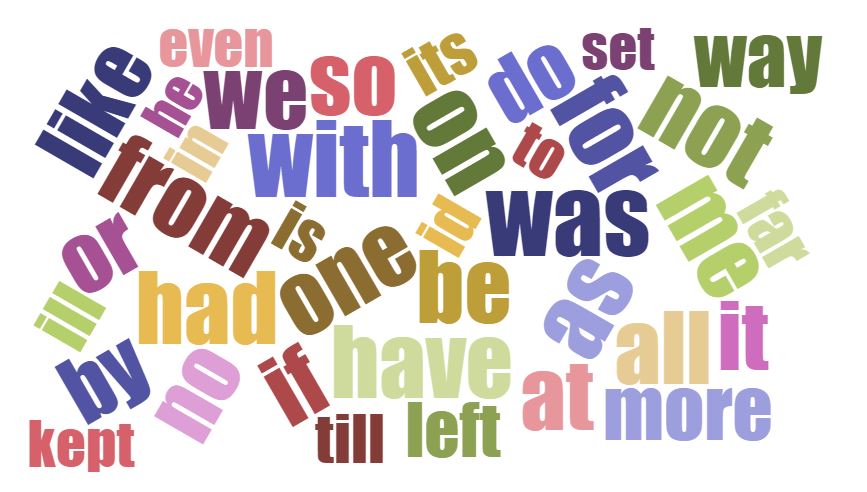 even
its
do
set
way
like
he
we
so
on
for
not
in
with
to
from
is
id
was
me
far
or
had
one
be
as
ill
by
no
if
have
all
it
at
more
kept
till
left